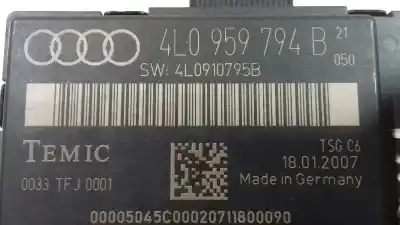 4L0 959 794 B 21
050
SW: 4L0910795B
TEMIC
TSG C6
18.01.2007
0033 TFJ 0001
Made in Germany
00005045C00020711800090